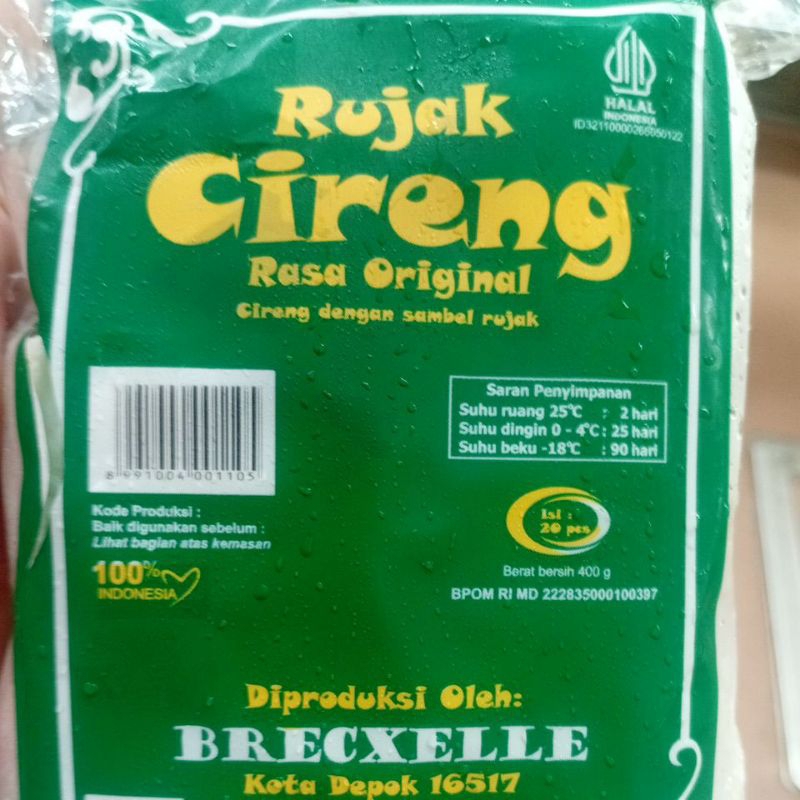 Rujak
Cireng
Rasa Original
Cireng dengan sambel rujak
HALAL
INDONESIA
ID32110000266050122
Saran Penyimpanan
Suhu ruang 25°C : 2 hari
Suhu dingin 0 - 4°C : 25 hari
Suhu beku -18°C : 90 hari
8 991004 001105
Kode Produksi :
Baik digunakan sebelum :
Lihat bagian atas kemasan
100%
INDONESIA
Isi :
20 pcs
Berat bersih 400 g
BPOM RI MD 222835000100397
Diproduksi Oleh:
BRECXELLE
Kota Depok 16517